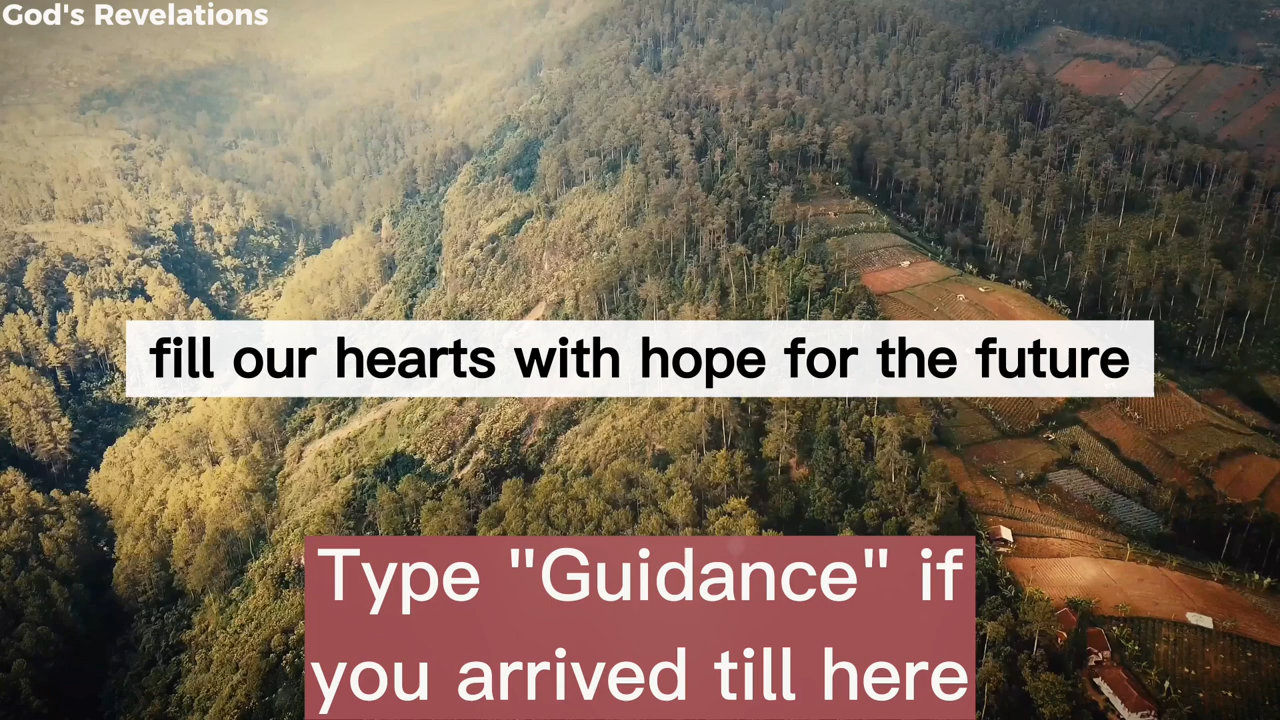 God's Revelations
fill our hearts with hope for the future
Type "Guidance" if
you arrived till here